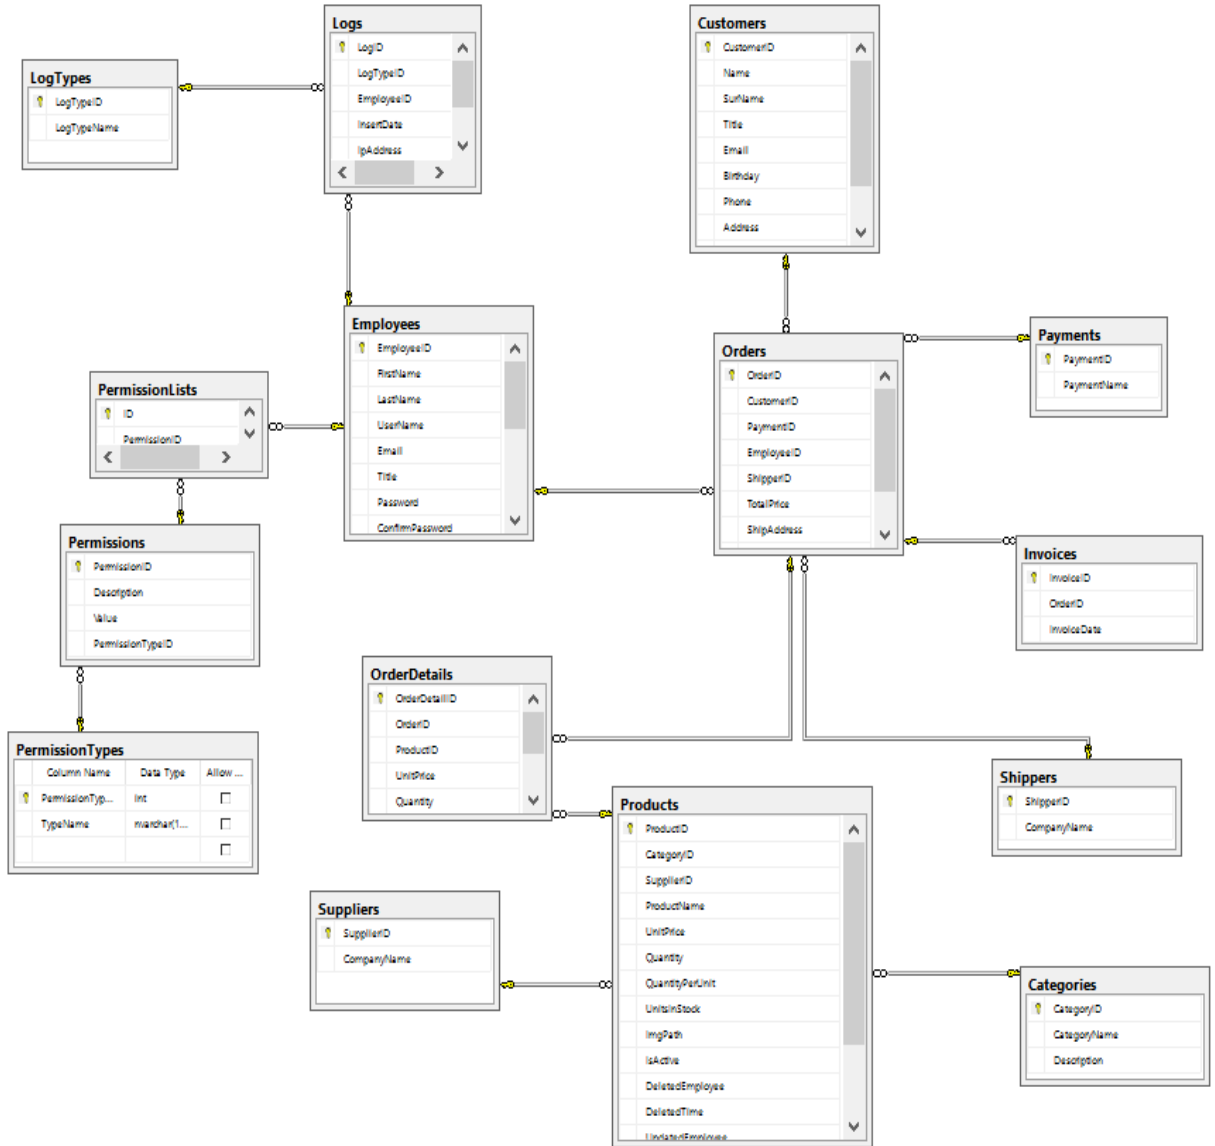 Logs
LogID
LogTypeID
EmployeeID
InsertDate
IpAddress
Customers
CustomerID
Name
SurName
Title
Email
Birthday
Phone
Address
LogTypes
LogTypeID
LogTypeName
Employees
EmployeeID
FirstName
LastName
UserName
Email
Title
Password
ConfirmPassword
Orders
OrderID
CustomerID
PaymentID
EmployeeID
ShipperID
TotalPrice
ShipAddress
Payments
PaymentID
PaymentName
PermissionLists
ID
PermissionID
Permissions
PermissionID
Description
Value
PermissionTypeID
Invoices
InvoiceID
OrderID
InvoiceDate
OrderDetails
OrderDetailID
OrderID
ProductID
UnitPrice
Quantity
PermissionTypes
Column Name Data Type Allow ...
PermissionTyp... int
TypeName nvarchar(1...
Shippers
ShipperID
CompanyName
Products
ProductID
CategoryID
SupplierID
ProductName
UnitPrice
Quantity
QuantityPerUnit
UnitsInStock
ImgPath
IsActive
DeletedEmployee
DeletedTime
UpdatedEmployee
Suppliers
SupplierID
CompanyName
Categories
CategoryID
CategoryName
Description